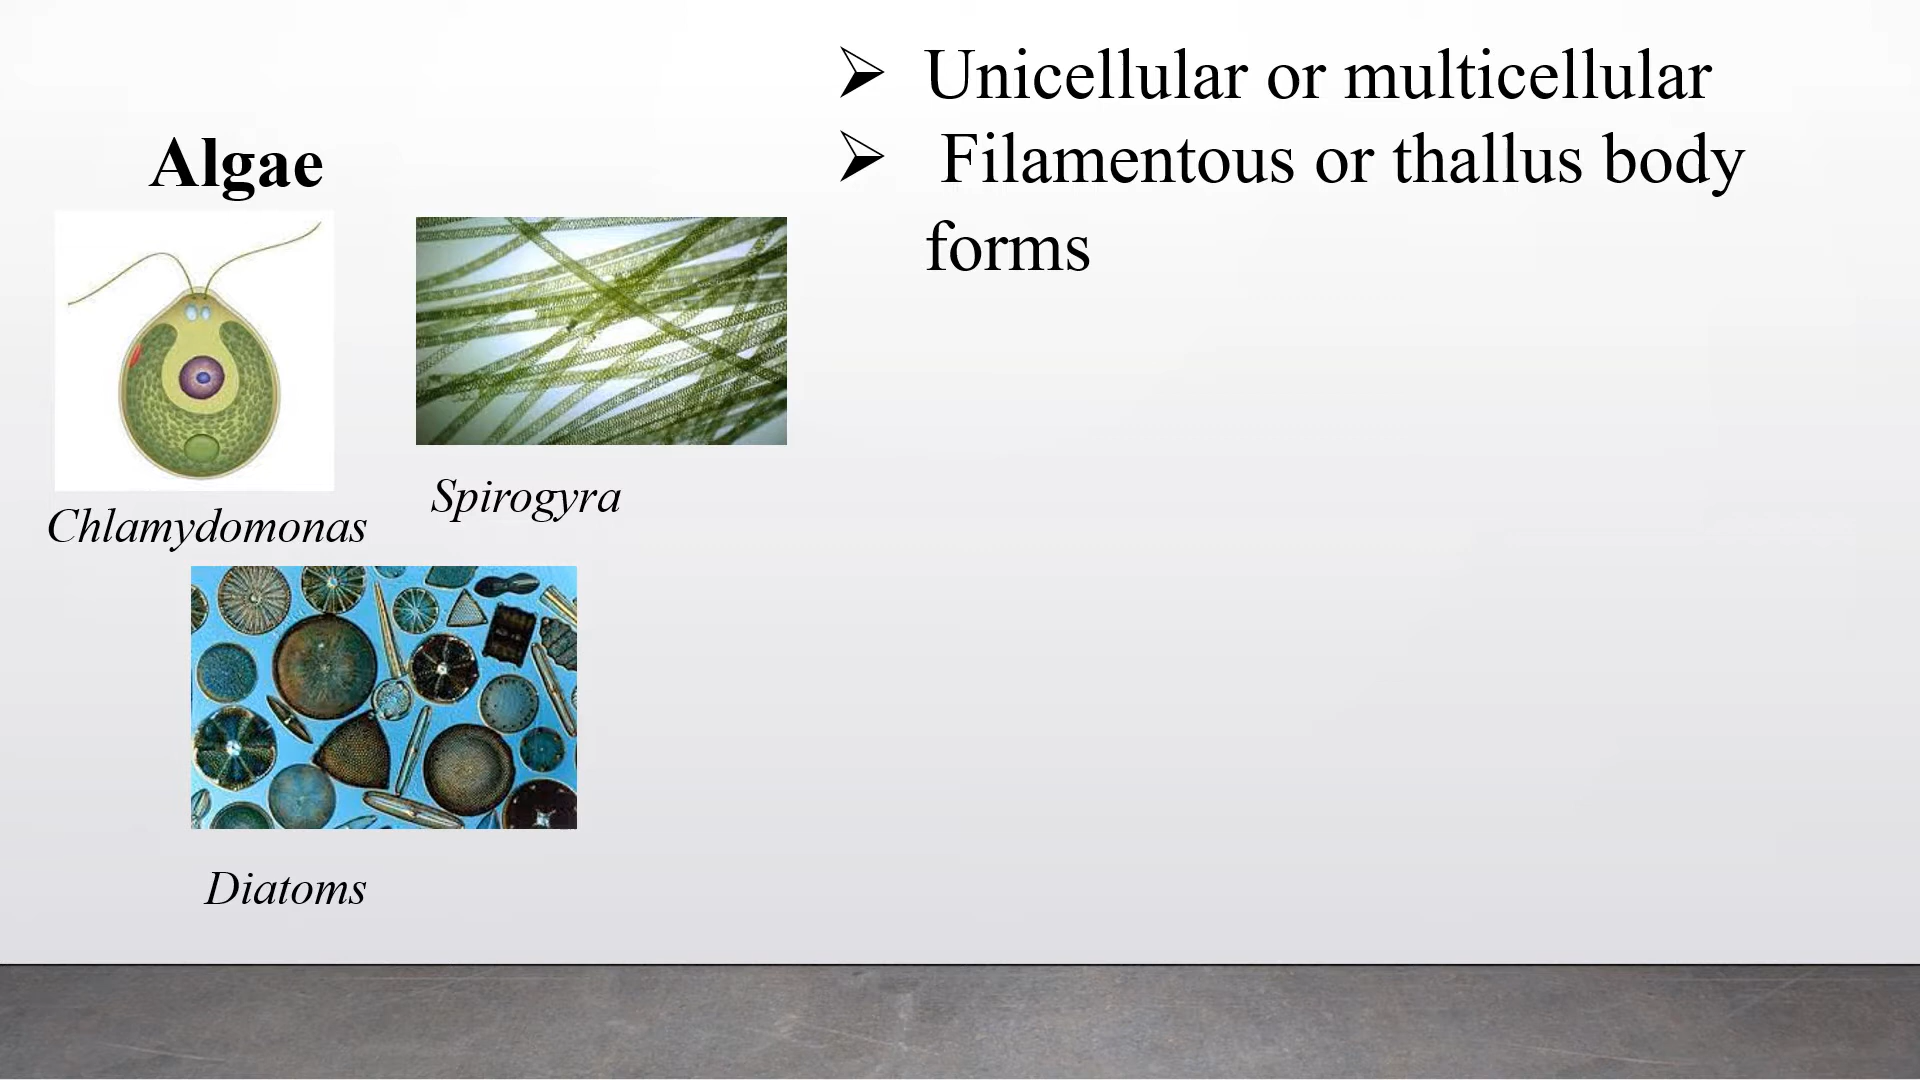 Algae
Chlamydomonas
Spirogyra
Diatoms
➢ Unicellular or multicellular
➢ Filamentous or thallus body
forms